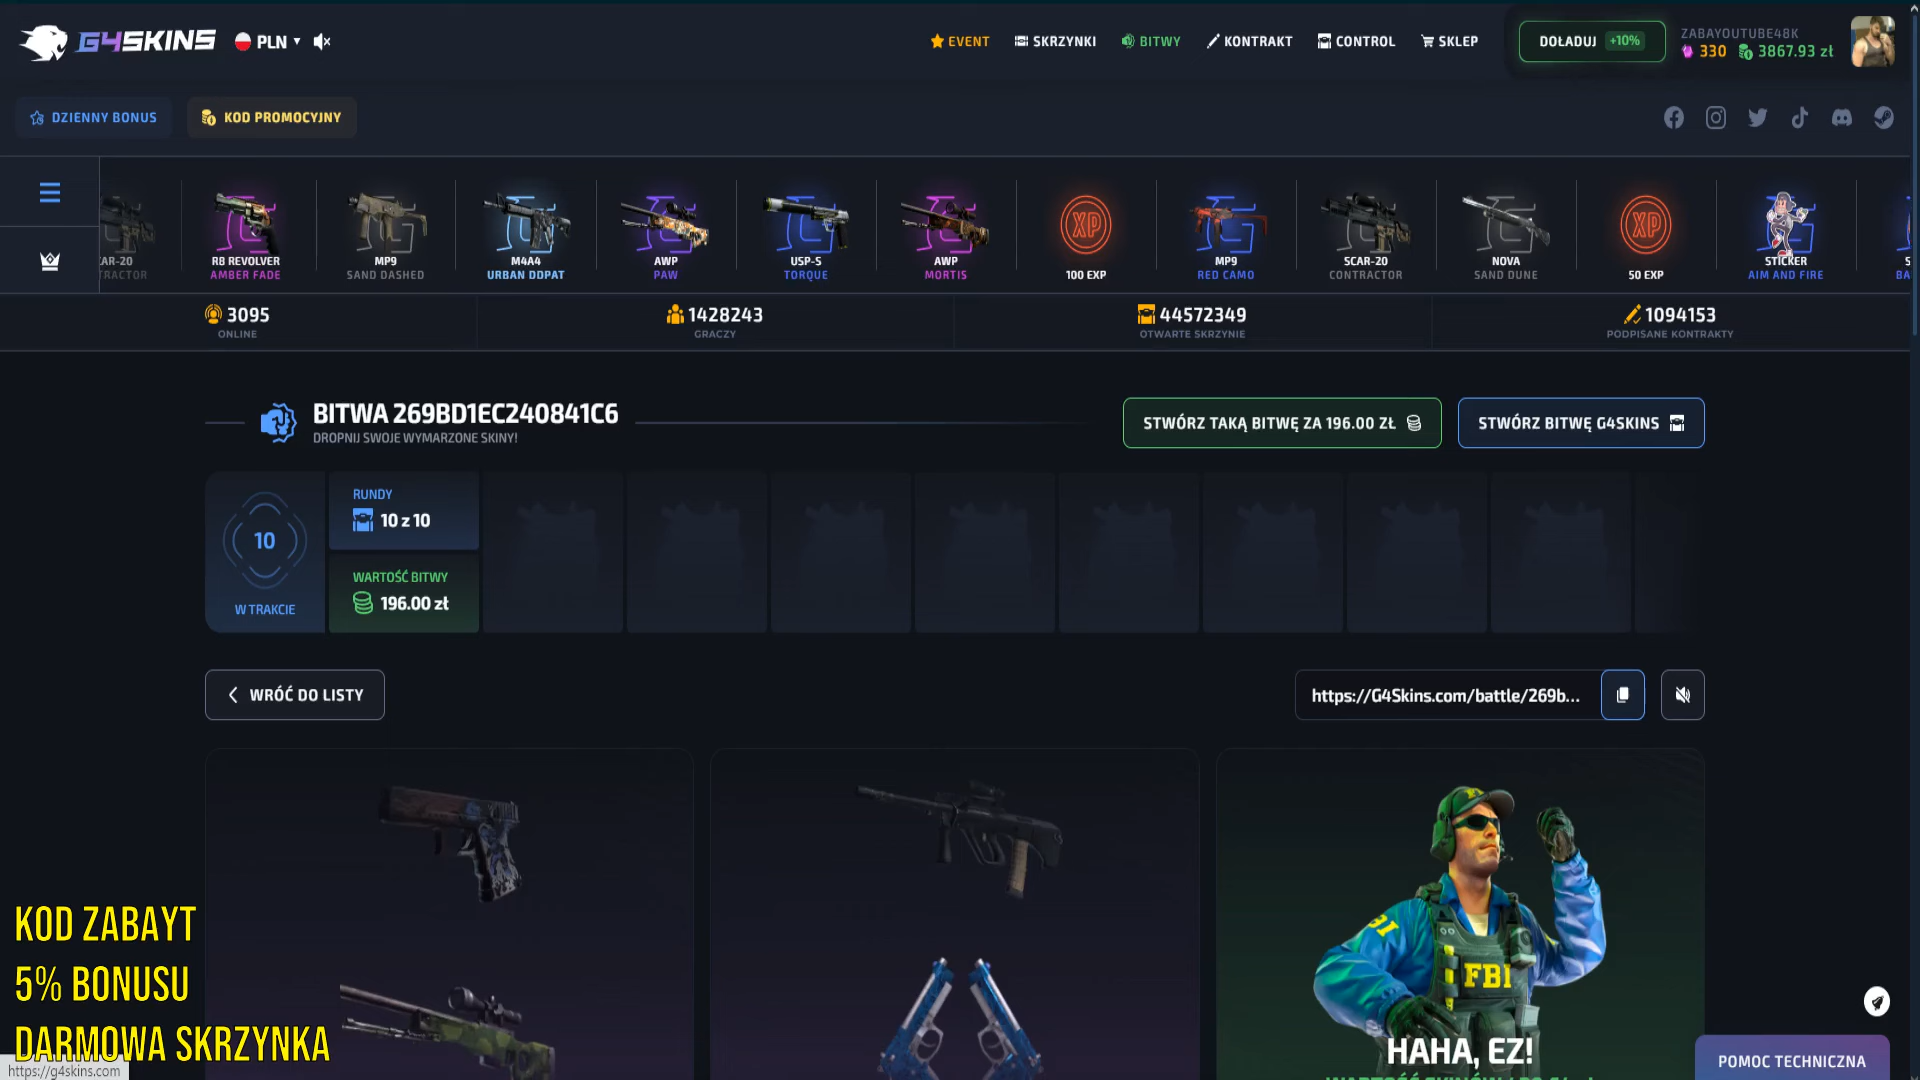 G4SKINS
PLN
EVENT
SKRZYNKI
BITWY
KONTRAKT
CONTROL
SKLEP
DOŁADUJ +10%
ZABAYOUTUBE48K
330 3867.93 zł
DZIENNY BONUS
KOD PROMOCYJNY
R8 REVOLVER
AMBER FADE
MP9
SAND DASHED
M4A4
URBAN DDPAT
AWP
PAW
USP-S
TORQUE
AWP
MORTIS
XP
100 EXP
MP9
RED CAMO
SCAR-20
CONTRACTOR
NOVA
SAND DUNE
XP
50 EXP
STICKER
AIM AND FIRE
3095
ONLINE
1428243
GRACZY
44572349
OTWARTE SKRZYNIE
1094153
PODPISANE KONTRAKTY
BITWA 269BD1EC240841C6
DROPNIJ SWOJE WYMARZONE SKINY!
STWÓRZ TAKĄ BITWĘ ZA 196.00 ZŁ
STWÓRZ BITWĘ G4SKINS
10
W TRAKCIE
RUNDY
10 z 10
WARTOŚĆ BITWY
196.00 zł
WRÓĆ DO LISTY
https://G4Skins.com/battle/269b...
FBI
HAHA, EZ!
KOD ZABAYT
5% BONUSU
DARMOWA SKRZYNKA
https://g4skins.com
POMOC TECHNICZNA